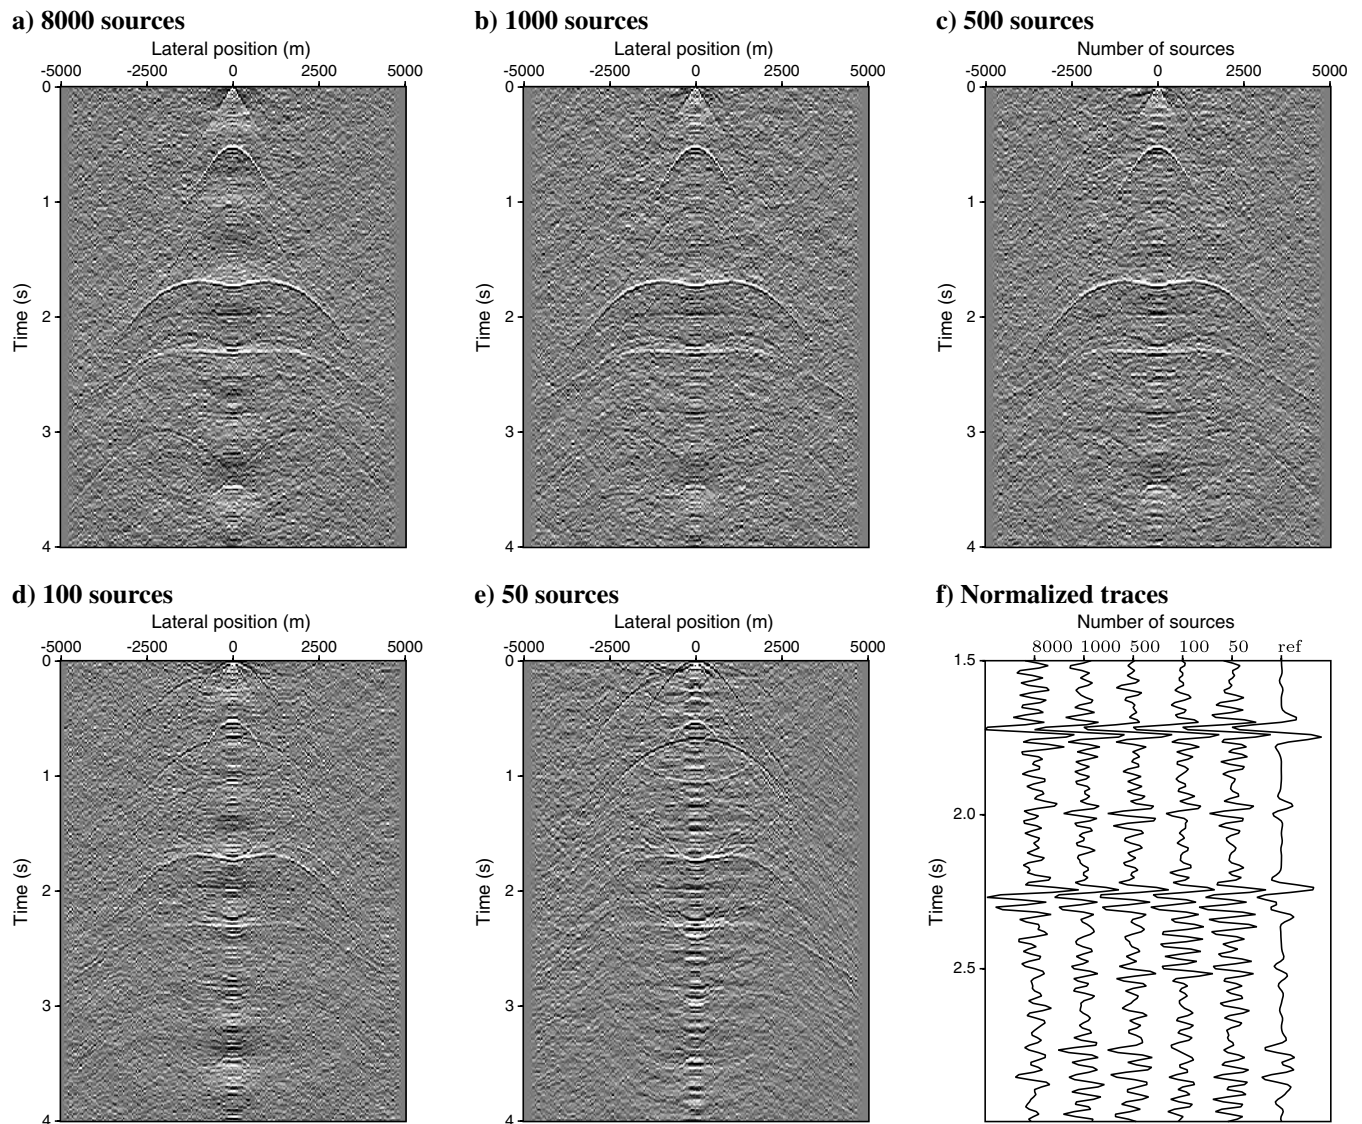 a) 8000 sources
Lateral position (m)
-5000 -2500 0 2500 5000
0
1
2
3
4
Time (s)
b) 1000 sources
Lateral position (m)
-5000 -2500 0 2500 5000
0
1
2
3
4
Time (s)
c) 500 sources
Number of sources
-5000 -2500 0 2500 5000
0
1
2
3
4
Time (s)
d) 100 sources
Lateral position (m)
-5000 -2500 0 2500 5000
0
1
2
3
4
Time (s)
e) 50 sources
Lateral position (m)
-5000 -2500 0 2500 5000
0
1
2
3
4
Time (s)
f) Normalized traces
Number of sources
8000 1000 500 100 50 ref
1.5
2.0
2.5
Time (s)